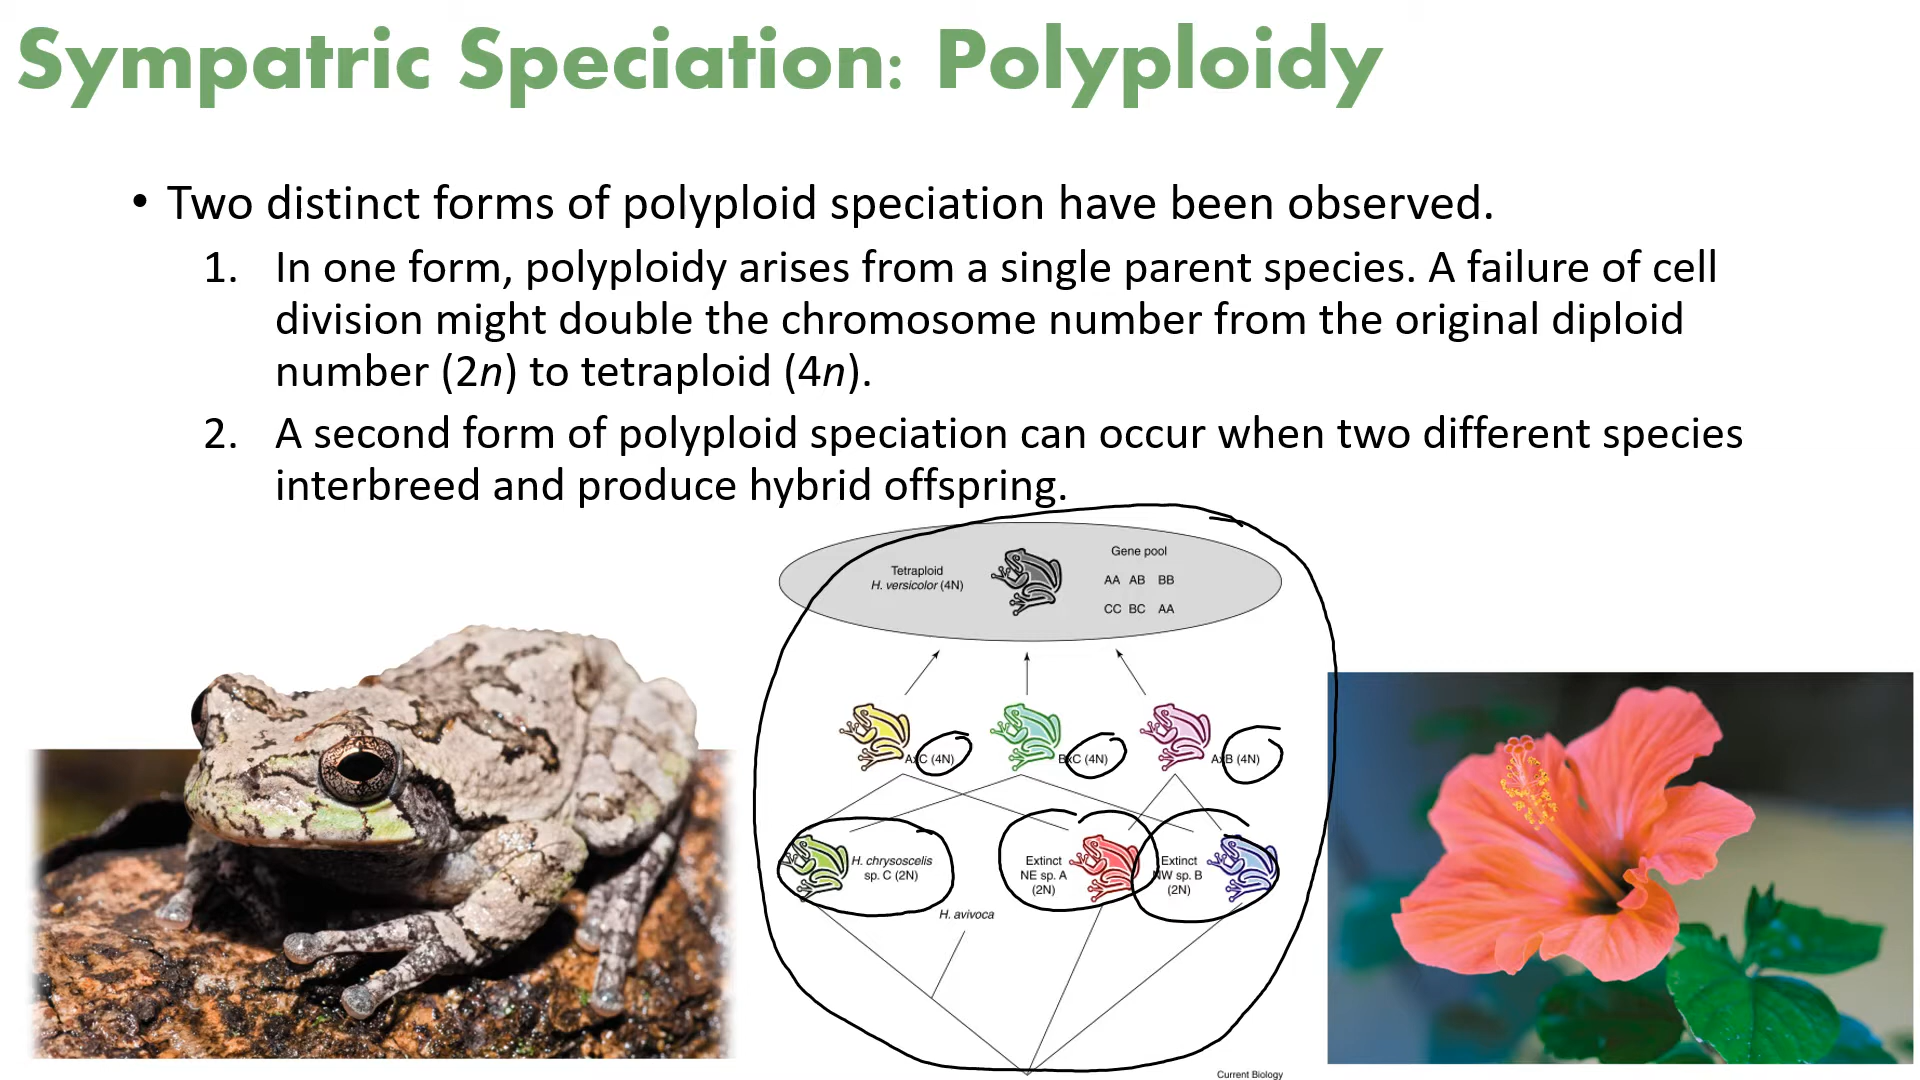 Sympatric Speciation: Polyploidy
• Two distinct forms of polyploid speciation have been observed.
1. In one form, polyploidy arises from a single parent species. A failure of cell
division might double the chromosome number from the original diploid
number (2n) to tetraploid (4n).
2. A second form of polyploid speciation can occur when two different species
interbreed and produce hybrid offspring.
Gene pool
Tetraploid
H. versicolor (4N)
AA AB BB
CC BC AA
AxC (4N)
BxC (4N)
AxB (4N)
H. chrysoscelis
sp. C (2N)
Extinct
NE sp. A
(2N)
Extinct
NW sp. B
(2N)
H. avivoca
Current Biology